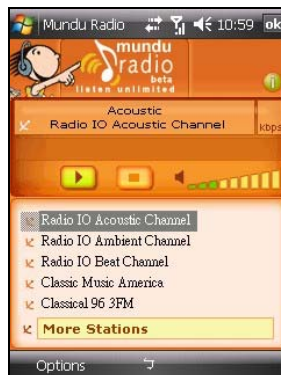 Mundu Radio 10:59 ok
mundu
radio
beta
listen unlimited
Acoustic
Radio IO Acoustic Channel kbps
Radio IO Acoustic Channel
Radio IO Ambient Channel
Radio IO Beat Channel
Classic Music America
Classical 96 3FM
More Stations
Options